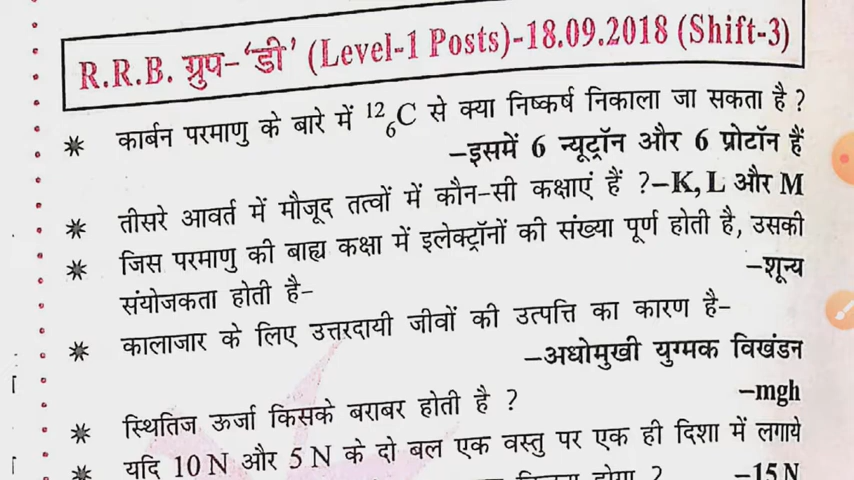 R.R.B. ग्रुप-‘डी’ (Level-1 Posts)-18.09.2018 (Shift-3)
कार्बन परमाणु के बारे में ¹²₆C से क्या निष्कर्ष निकाला जा सकता है ?
–इसमें 6 न्यूट्रॉन और 6 प्रोटॉन हैं
तीसरे आवर्त में मौजूद तत्वों में कौन-सी कक्षाएं हैं ?–K, L और M
जिस परमाणु की बाह्य कक्षा में इलेक्ट्रॉनों की संख्या पूर्ण होती है, उसकी
संयोजकता होती है– –शून्य
कालाजार के लिए उत्तरदायी जीवों की उत्पत्ति का कारण है–
–अधोमुखी युग्मक विखंडन
स्थितिज ऊर्जा किसके बराबर होती है ? –mgh
यदि 10 N और 5 N के दो बल एक वस्तु पर एक ही दिशा में लगाये
होगा ? –15 N